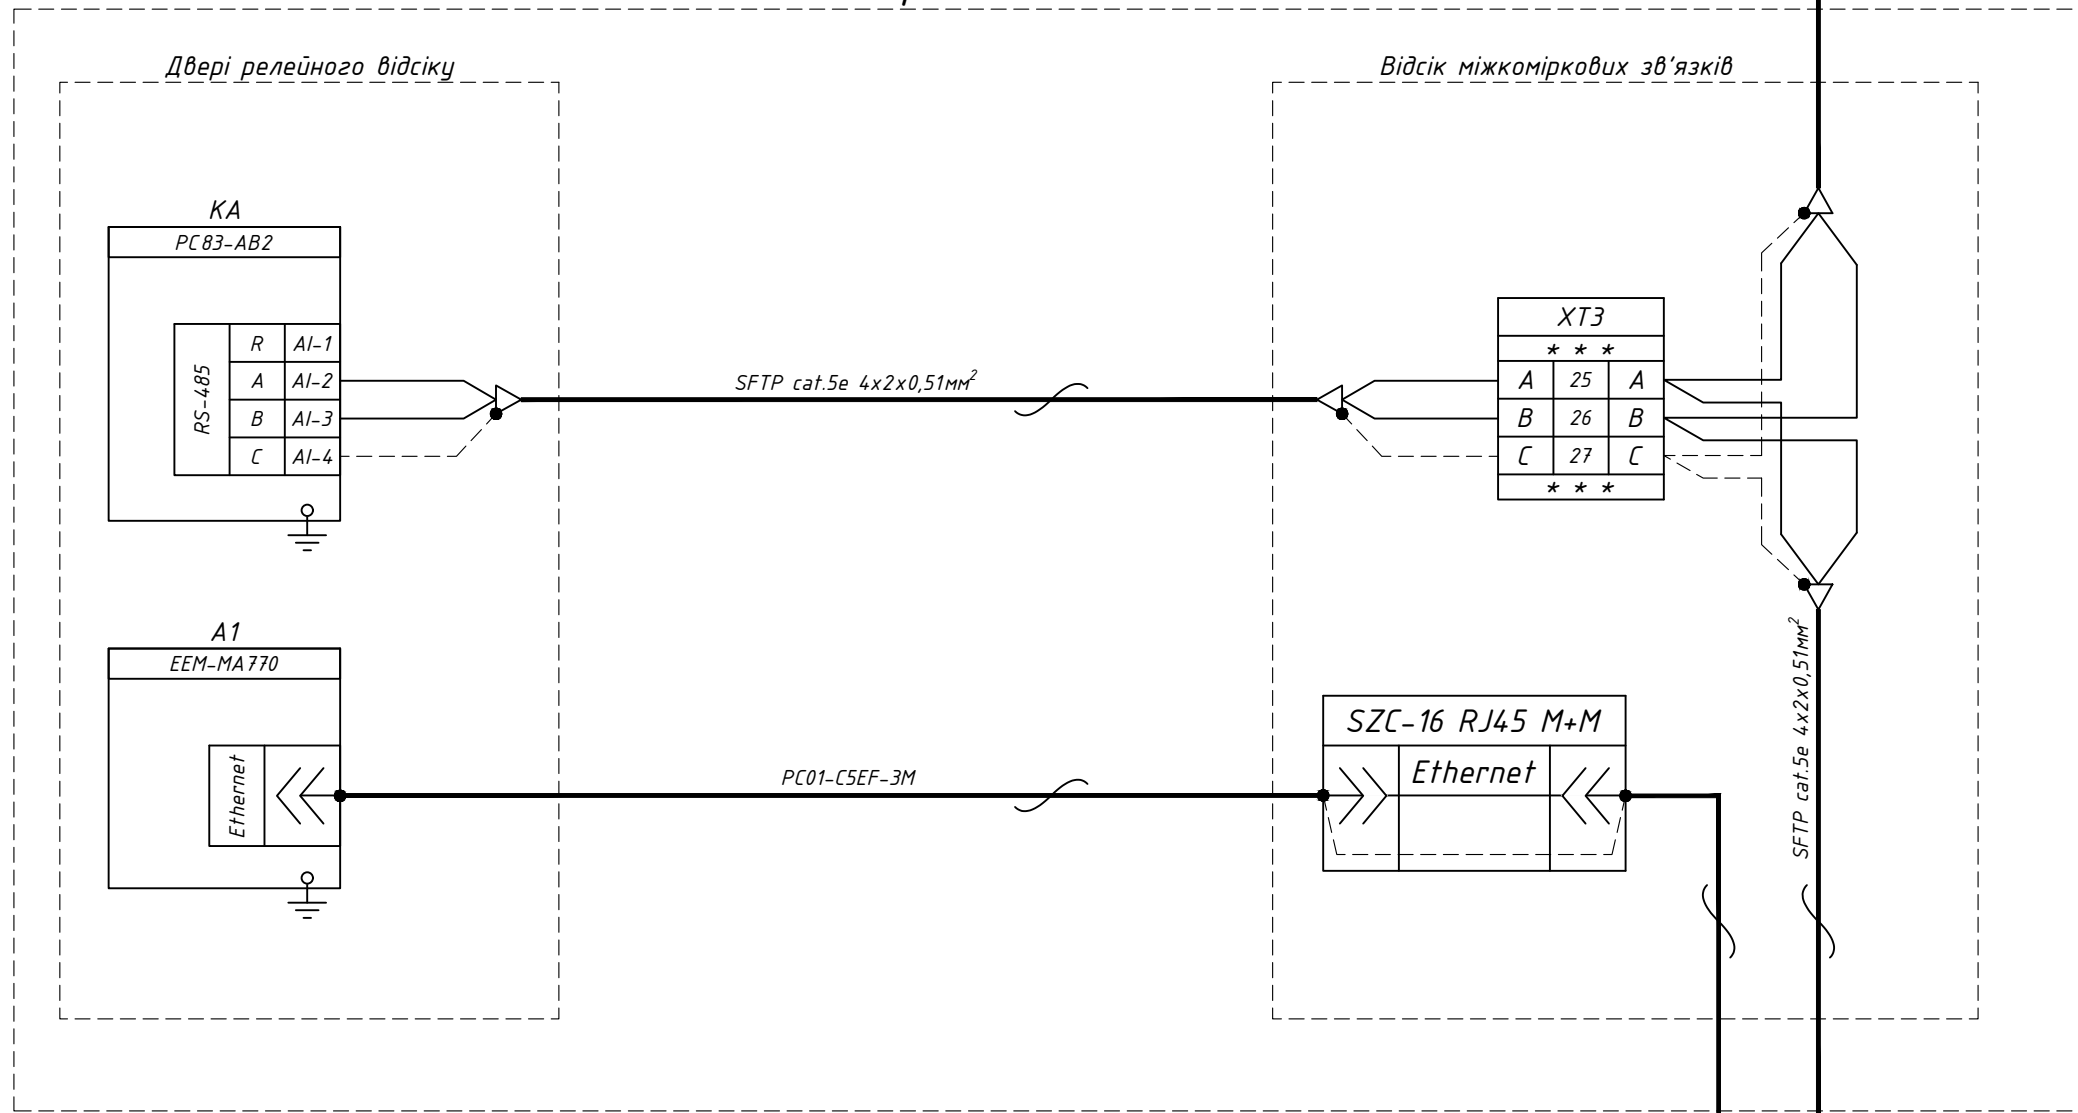 Двері релейного відсіку
Відсік міжкоміркових зв'язків
KA
PC83-AB2
RS-485
R AI-1
A AI-2
B AI-3
C AI-4
SFTP cat.5e 4x2x0,51мм²
XT3
* * *
A 25 A
B 26 B
C 27 C
* * *
A1
EEM-MA770
Ethernet
PC01-C5EF-3M
SZC-16 RJ45 M+M
Ethernet
SFTP cat.5e 4x2x0,51мм²